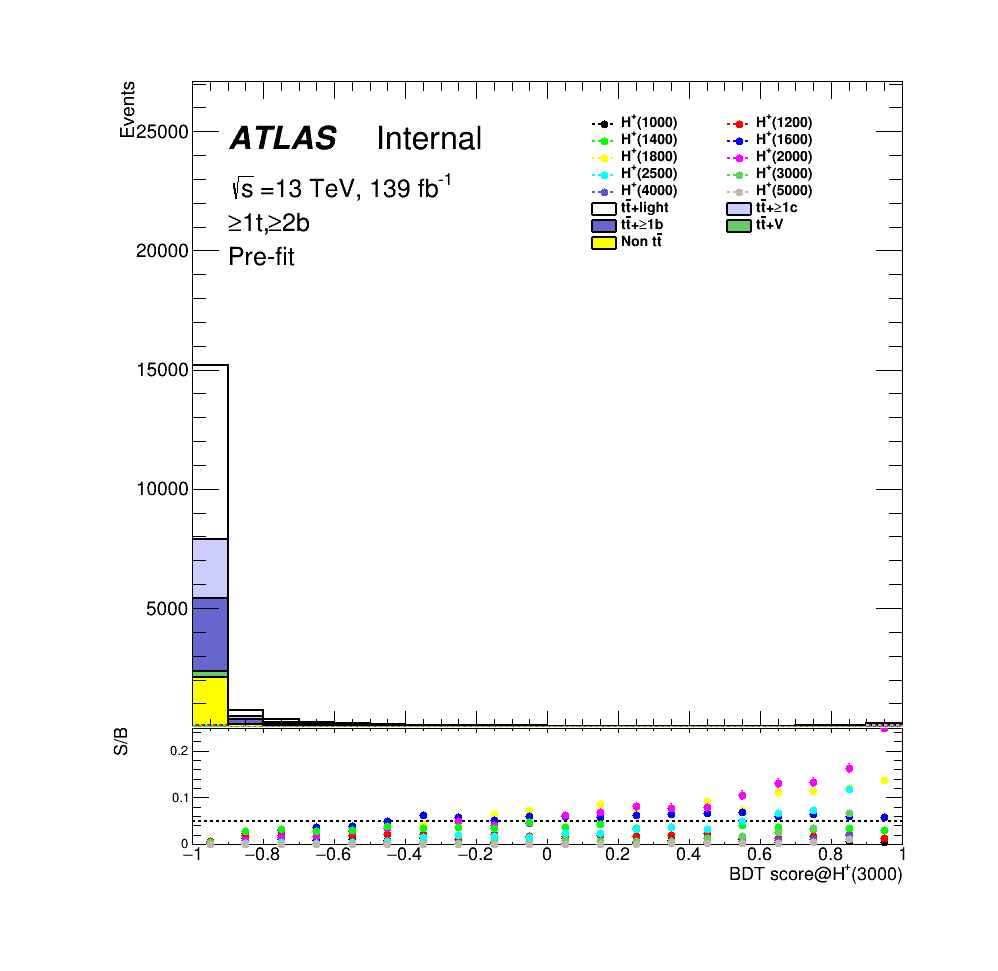 Events
25000
20000
15000
10000
5000
ATLAS Internal
√s =13 TeV, 139 fb⁻¹
≥1t,≥2b
Pre-fit
H⁺(1000) H⁺(1200)
H⁺(1400) H⁺(1600)
H⁺(1800) H⁺(2000)
H⁺(2500) H⁺(3000)
H⁺(4000) H⁺(5000)
tt̄+light tt̄+≥1c
tt̄+≥1b tt̄+V
Non tt̄
S/B
0.2
0.1
0
−1 −0.8 −0.6 −0.4 −0.2 0 0.2 0.4 0.6 0.8 1
BDT score@H⁺(3000)